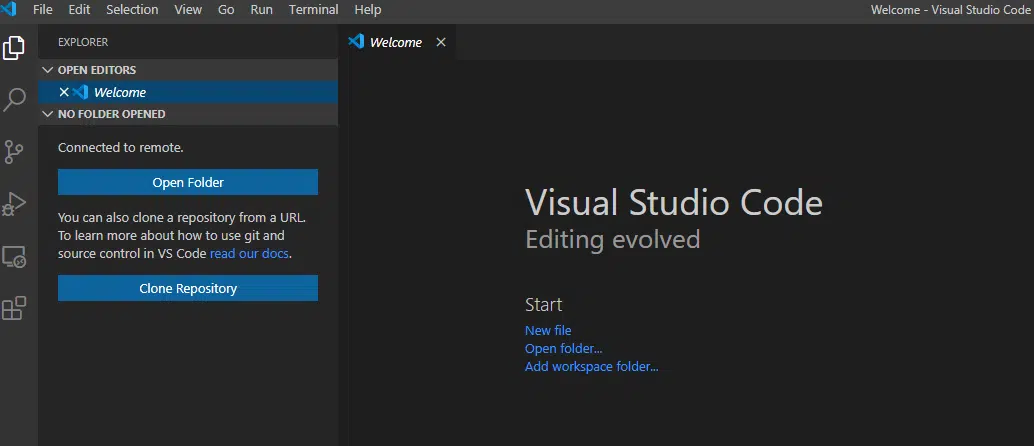 File Edit Selection View Go Run Terminal Help Welcome - Visual Studio Code
EXPLORER
OPEN EDITORS
Welcome
NO FOLDER OPENED
Connected to remote.
Open Folder
You can also clone a repository from a URL.
To learn more about how to use git and
source control in VS Code read our docs.
Clone Repository
Welcome
Visual Studio Code
Editing evolved
Start
New file
Open folder...
Add workspace folder...